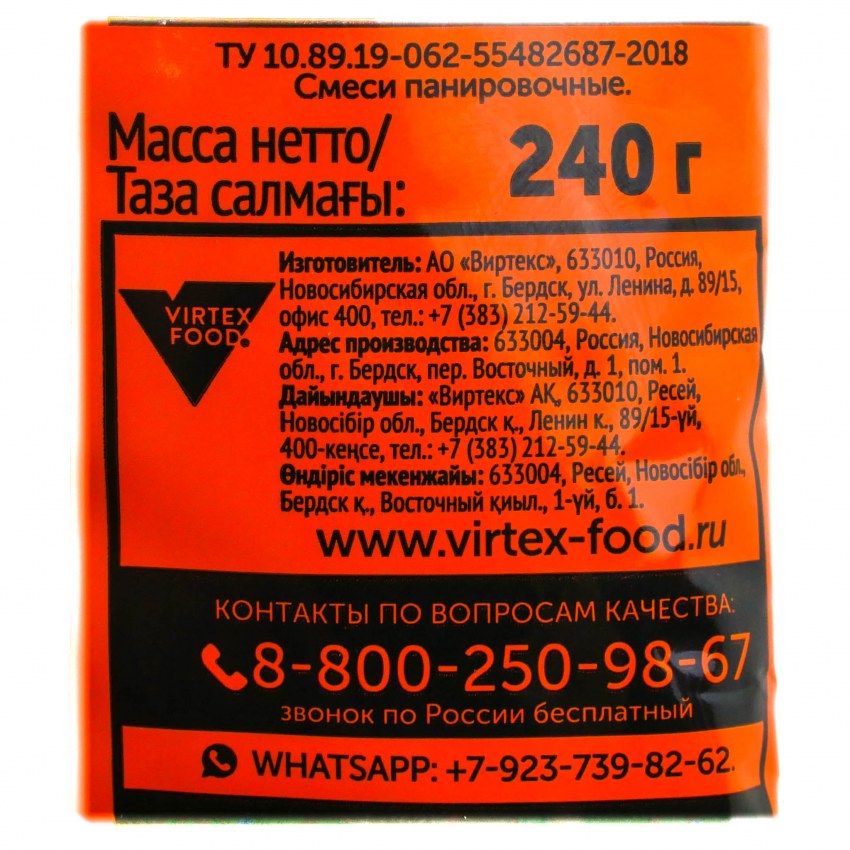 ТУ 10.89.19-062-55482687-2018
Смеси панировочные.
Масса нетто/
Таза салмағы:
240 г
VIRTEX
FOOD.
Изготовитель: АО «Виртекс», 633010, Россия,
Новосибирская обл., г. Бердск, ул. Ленина, д. 89/15,
офис 400, тел.: +7 (383) 212-59-44.
Адрес производства: 633004, Россия, Новосибирская
обл., г. Бердск, пер. Восточный, д. 1, пом. 1.
Дайындаушы: «Виртекс» АҚ, 633010, Ресей,
Новосібір обл., Бердск қ., Ленин к., 89/15-үй,
400-кеңсе, тел.: +7 (383) 212-59-44.
Өндіріс мекенжайы: 633004, Ресей, Новосібір обл.,
Бердск қ., Восточный қиыл., 1-үй, б. 1.
www.virtex-food.ru
КОНТАКТЫ ПО ВОПРОСАМ КАЧЕСТВА:
8-800-250-98-67
звонок по России бесплатный
WHATSAPP: +7-923-739-82-62.